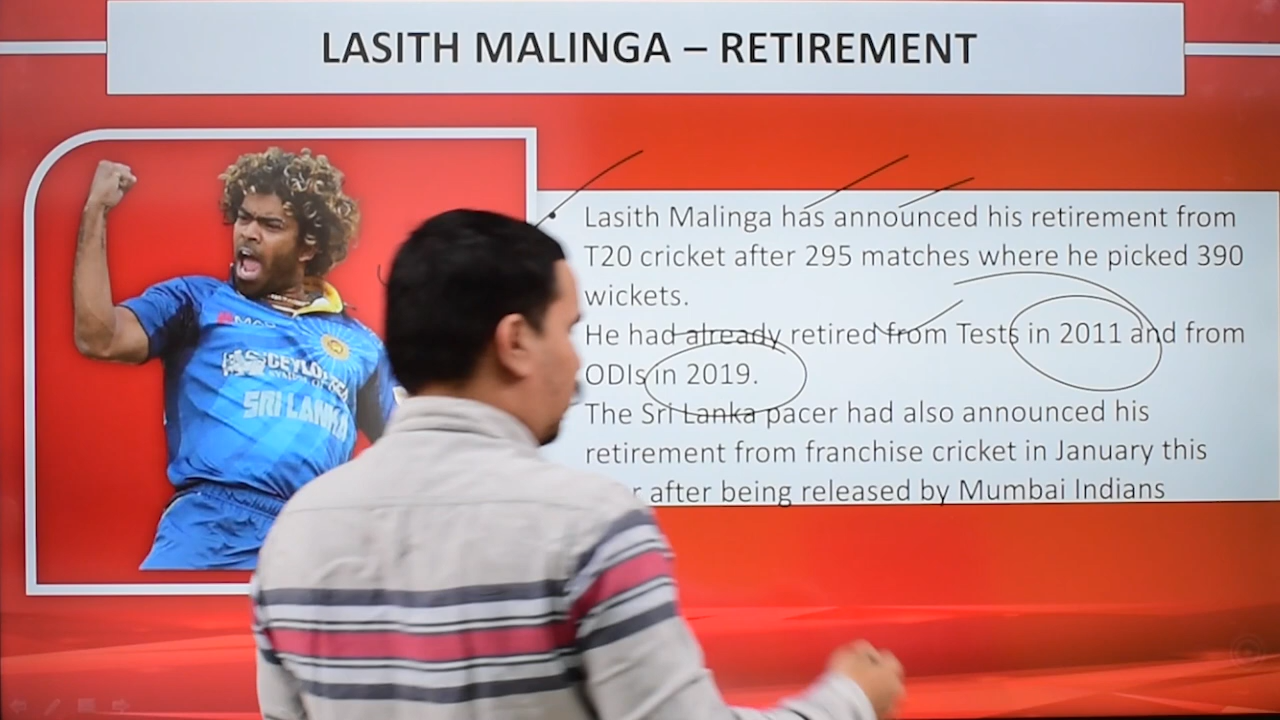 LASITH MALINGA – RETIREMENT
Lasith Malinga has announced his retirement from
T20 cricket after 295 matches where he picked 390
wickets.
He had already retired from Tests in 2011 and from
ODIs in 2019.
The Sri Lanka pacer had also announced his
retirement from franchise cricket in January this
after being released by Mumbai Indians
SRI LANKA